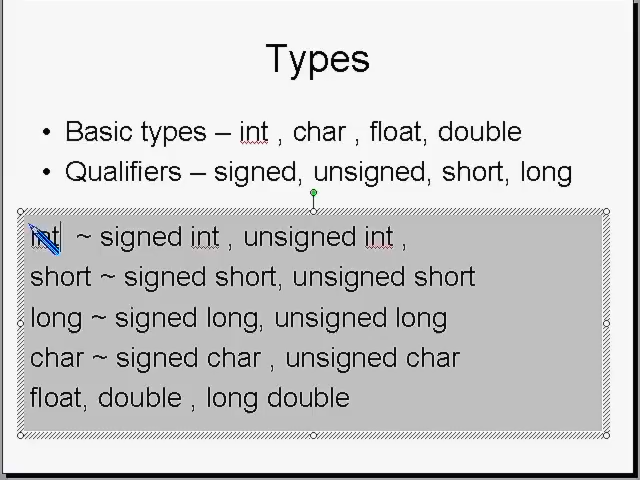 Types
• Basic types – int , char , float, double
• Qualifiers – signed, unsigned, short, long
int ~ signed int , unsigned int ,
short ~ signed short, unsigned short
long ~ signed long, unsigned long
char ~ signed char , unsigned char
float, double , long double